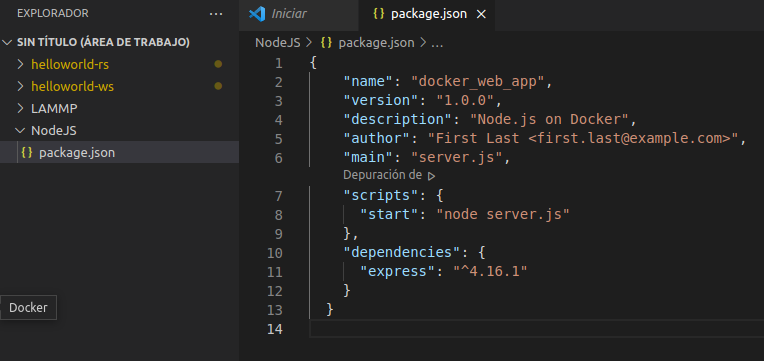 EXPLORADOR
SIN TÍTULO (ÁREA DE TRABAJO)
helloworld-rs
helloworld-ws
LAMMP
NodeJS
{} package.json
Docker
Iniciar
{} package.json ×
NodeJS > {} package.json > ...
1 {
2 "name": "docker_web_app",
3 "version": "1.0.0",
4 "description": "Node.js on Docker",
5 "author": "First Last <first.last@example.com>",
6 "main": "server.js",
Depuración de
7 "scripts": {
8 "start": "node server.js"
9 },
10 "dependencies": {
11 "express": "^4.16.1"
12 }
13 }
14